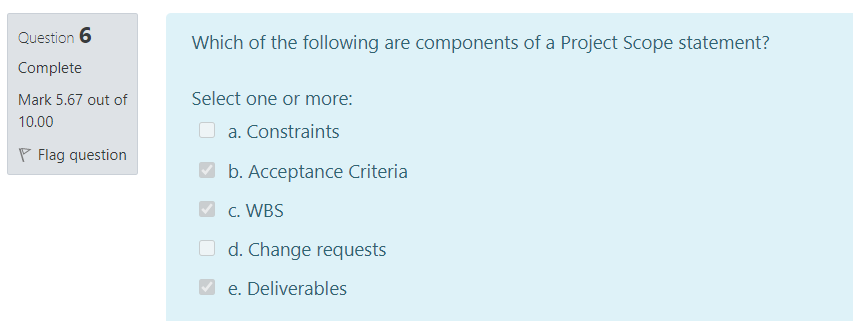 Question 6
Complete
Mark 5.67 out of
10.00
Flag question
Which of the following are components of a Project Scope statement?
Select one or more:
a. Constraints
b. Acceptance Criteria
c. WBS
d. Change requests
e. Deliverables